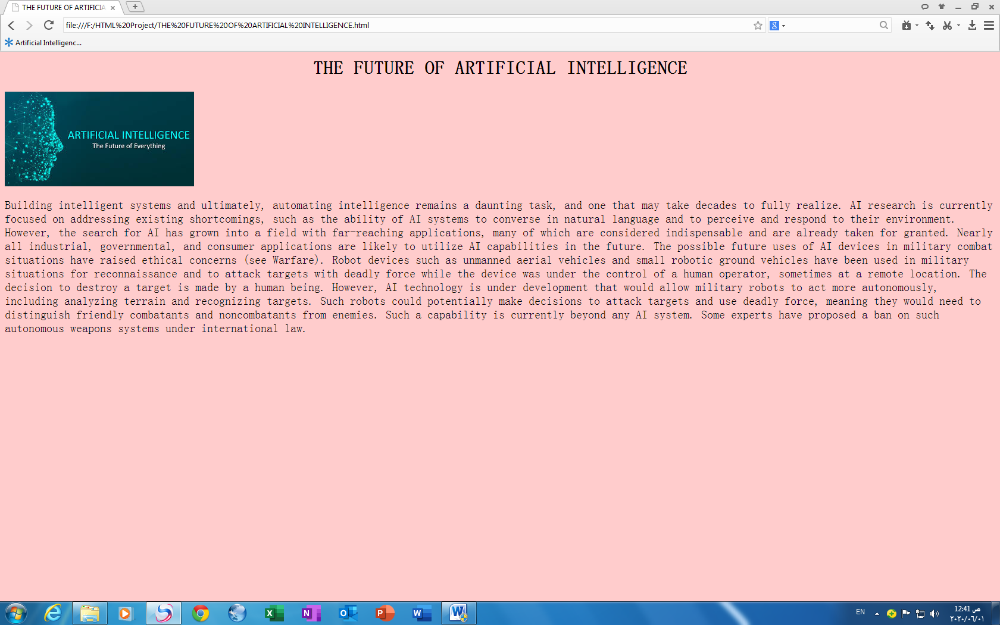 THE FUTURE OF ARTIFICIA
file:///F:/HTML%20Project/THE%20FUTURE%20OF%20ARTIFICIAL%20INTELLIGENCE.html
Artificial Intelligenc...
THE FUTURE OF ARTIFICIAL INTELLIGENCE
ARTIFICIAL INTELLIGENCE
The Future of Everything
Building intelligent systems and ultimately, automating intelligence remains a daunting task, and one that may take decades to fully realize. AI research is currently
focused on addressing existing shortcomings, such as the ability of AI systems to converse in natural language and to perceive and respond to their environment.
However, the search for AI has grown into a field with far-reaching applications, many of which are considered indispensable and are already taken for granted. Nearly
all industrial, governmental, and consumer applications are likely to utilize AI capabilities in the future. The possible future uses of AI devices in military combat
situations have raised ethical concerns (see Warfare). Robot devices such as unmanned aerial vehicles and small robotic ground vehicles have been used in military
situations for reconnaissance and to attack targets with deadly force while the device was under the control of a human operator, sometimes at a remote location. The
decision to destroy a target is made by a human being. However, AI technology is under development that would allow military robots to act more autonomously,
including analyzing terrain and recognizing targets. Such robots could potentially make decisions to attack targets and use deadly force, meaning they would need to
distinguish friendly combatants and noncombatants from enemies. Such a capability is currently beyond any AI system. Some experts have proposed a ban on such
autonomous weapons systems under international law.
EN
12:41 ص
٢٠٢٠/٠٦/٠١